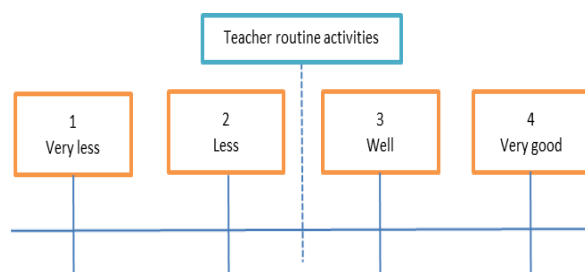 Teacher routine activities
1
Very less
2
Less
3
Well
4
Very good